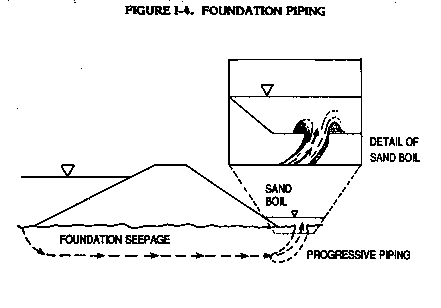 FIGURE I-4. FOUNDATION PIPING
DETAIL OF
SAND BOIL
SAND
BOIL
FOUNDATION SEEPAGE
PROGRESSIVE PIPING